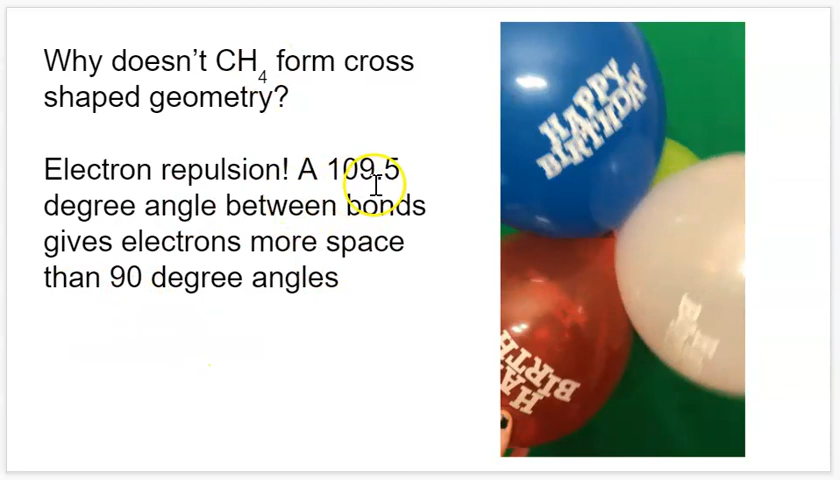 Why doesn’t CH4 form cross
shaped geometry?
Electron repulsion! A 109.5
degree angle between bonds
gives electrons more space
than 90 degree angles
HAPPY
BIRTHDAY
BIRTH